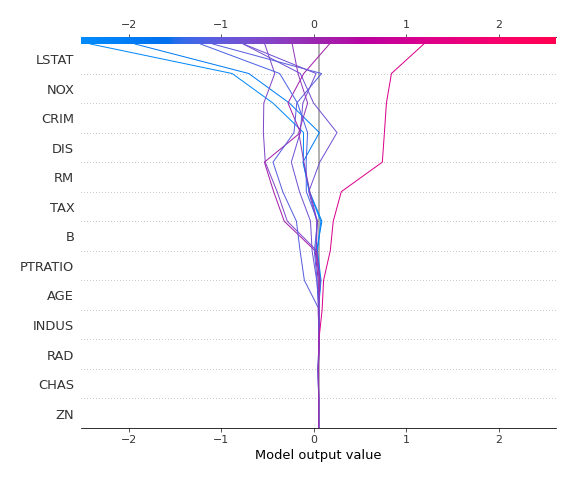 −2 −1 0 1 2
LSTAT
NOX
CRIM
DIS
RM
TAX
B
PTRATIO
AGE
INDUS
RAD
CHAS
ZN
−2 −1 0 1 2
Model output value